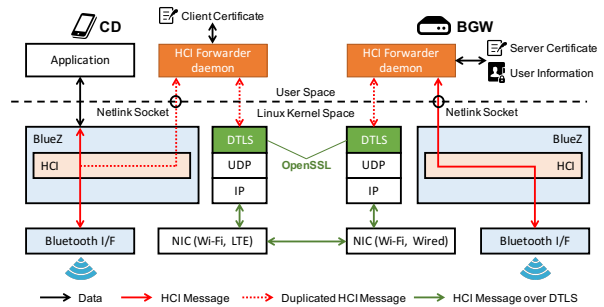 CD
Client Certificate
BGW
Application
HCI Forwarder
daemon
HCI Forwarder
daemon
Server Certificate
User Information
User Space
Netlink Socket
Linux Kernel Space
Netlink Socket
BlueZ
HCI
DTLS
UDP
IP
OpenSSL
DTLS
UDP
IP
BlueZ
HCI
Bluetooth I/F
NIC (Wi-Fi, LTE)
NIC (Wi-Fi, Wired)
Bluetooth I/F
Data
HCI Message
Duplicated HCI Message
HCI Message over DTLS